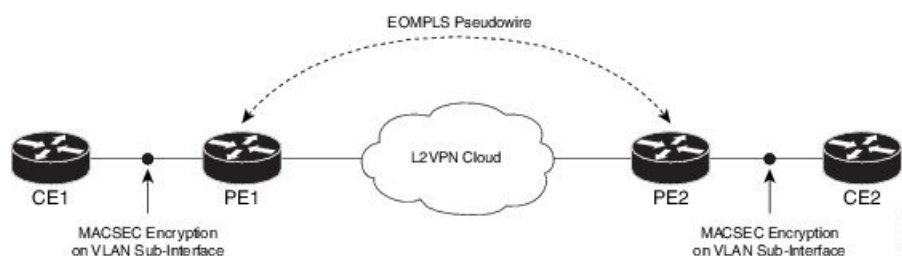 EOMPLS Pseudowire
L2VPN Cloud
CE1
PE1
PE2
CE2
MACSEC Encryption
on VLAN Sub-Interface
MACSEC Encryption
on VLAN Sub-Interface